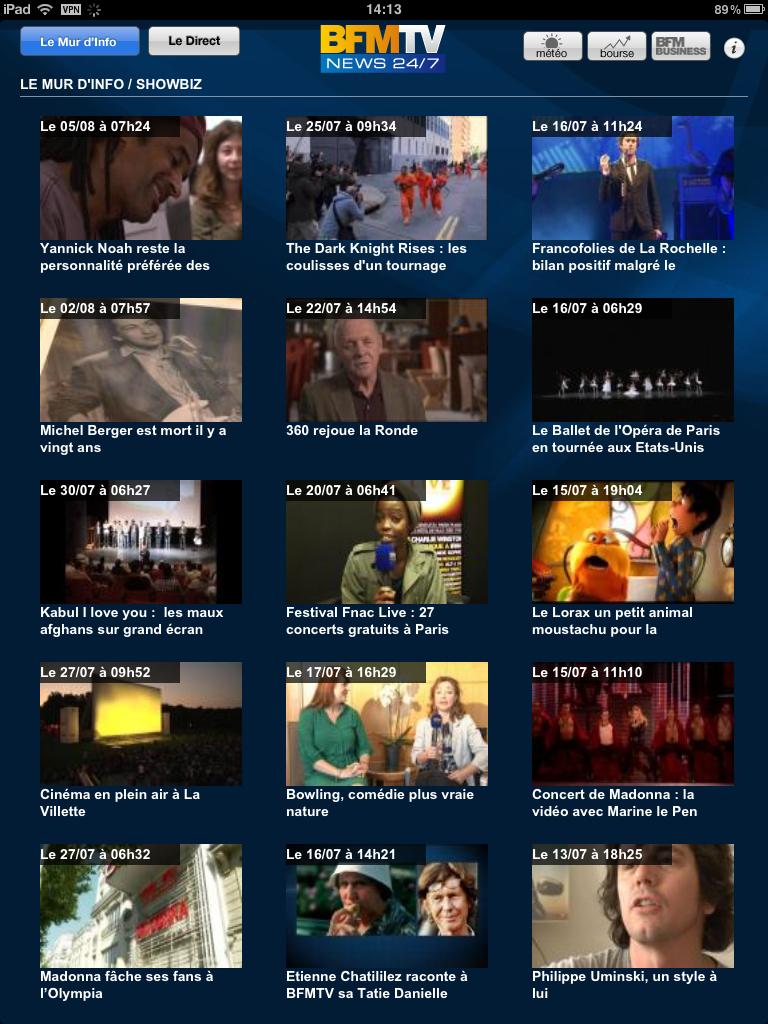 iPad VPN 14:13 89%
Le Mur d'Info Le Direct BFMTV météo bourse BFM BUSINESS i
NEWS 24/7
LE MUR D'INFO / SHOWBIZ
Le 05/08 à 07h24
Yannick Noah reste la
personnalité préférée des
Le 25/07 à 09h34
The Dark Knight Rises : les
coulisses d'un tournage
Le 16/07 à 11h24
Francofolies de La Rochelle :
bilan positif malgré le
Le 02/08 à 07h57
Michel Berger est mort il y a
vingt ans
Le 22/07 à 14h54
360 rejoue la Ronde
Le 16/07 à 06h29
Le Ballet de l'Opéra de Paris
en tournée aux Etats-Unis
Le 30/07 à 06h27
Kabul I love you : les maux
afghans sur grand écran
Le 20/07 à 06h41
CHARLIE WINSTON
Festival Fnac Live : 27
concerts gratuits à Paris
Le 15/07 à 19h04
Le Lorax un petit animal
moustachu pour la
Le 27/07 à 09h52
Cinéma en plein air à La
Villette
Le 17/07 à 16h29
Bowling, comédie plus vraie
nature
Le 15/07 à 11h10
Concert de Madonna : la
vidéo avec Marine le Pen
Le 27/07 à 06h32
Madonna fâche ses fans à
l'Olympia
Le 16/07 à 14h21
Etienne Chatililez raconte à
BFMTV sa Tatie Danielle
Le 13/07 à 18h25
Philippe Uminski, un style à
lui